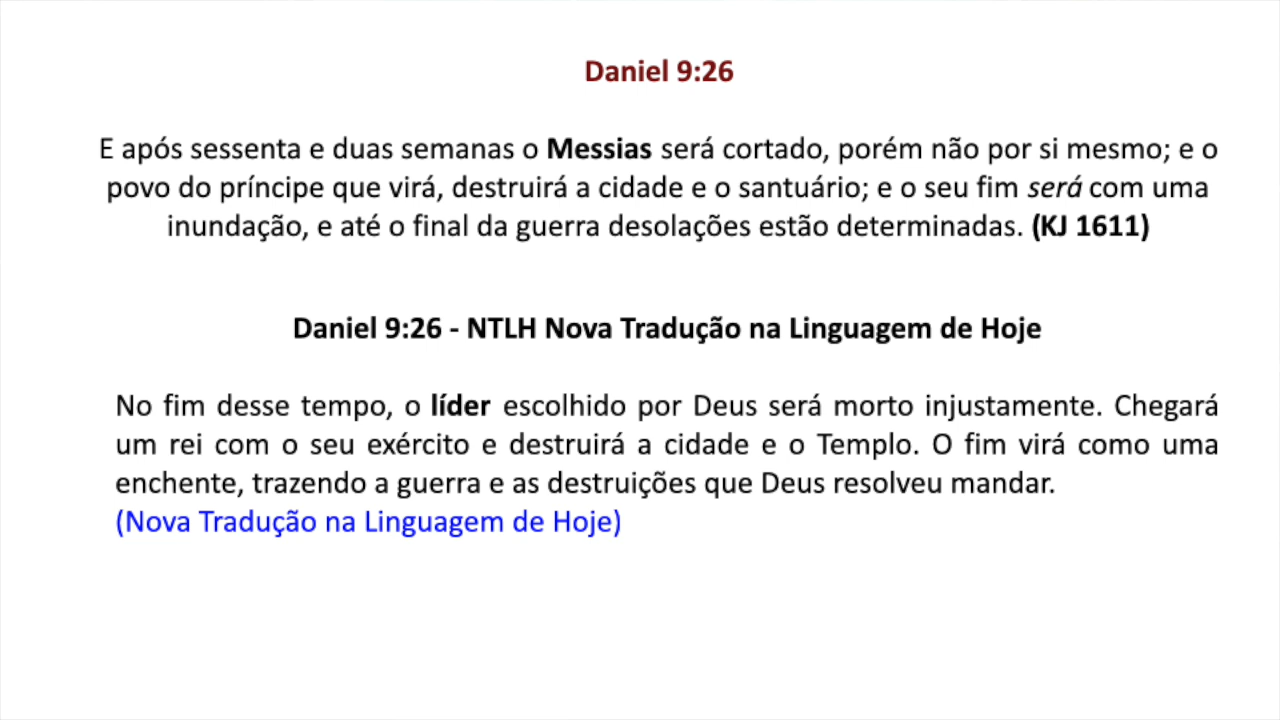 Daniel 9:26
E após sessenta e duas semanas o Messias será cortado, porém não por si mesmo; e o
povo do príncipe que virá, destruirá a cidade e o santuário; e o seu fim será com uma
inundação, e até o final da guerra desolações estão determinadas. (KJ 1611)
Daniel 9:26 - NTLH Nova Tradução na Linguagem de Hoje
No fim desse tempo, o líder escolhido por Deus será morto injustamente. Chegará
um rei com o seu exército e destruirá a cidade e o Templo. O fim virá como uma
enchente, trazendo a guerra e as destruições que Deus resolveu mandar.
(Nova Tradução na Linguagem de Hoje)